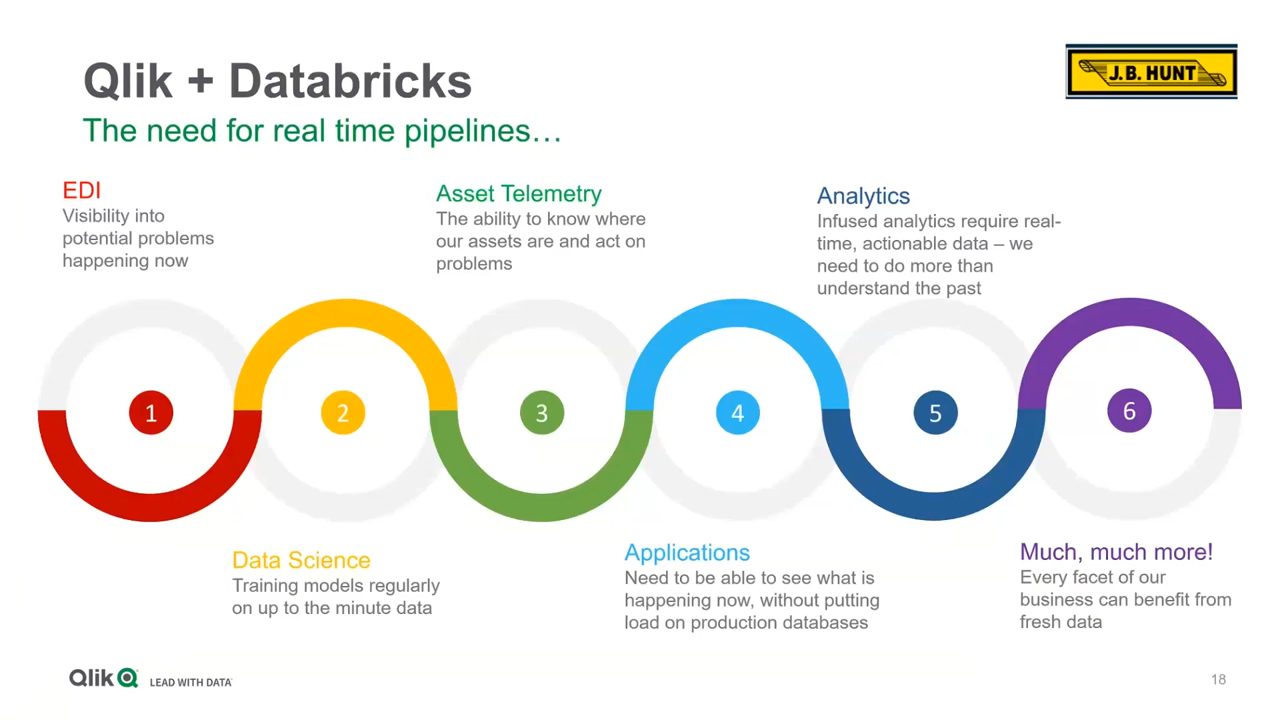 Qlik + Databricks
The need for real time pipelines…
J.B. HUNT
EDI
Visibility into
potential problems
happening now
Asset Telemetry
The ability to know where
our assets are and act on
problems
Analytics
Infused analytics require real-
time, actionable data – we
need to do more than
understand the past
1
2
3
4
5
6
Data Science
Training models regularly
on up to the minute data
Applications
Need to be able to see what is
happening now, without putting
load on production databases
Much, much more!
Every facet of our
business can benefit from
fresh data
Qlik LEAD WITH DATA
18